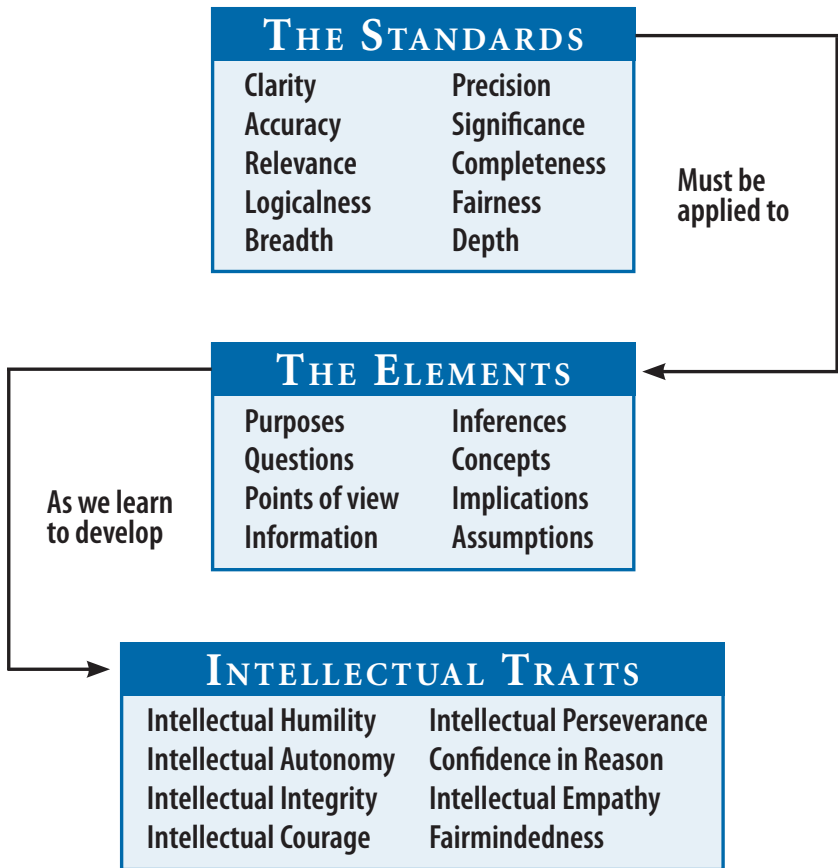 THE STANDARDS
Clarity Precision
Accuracy Significance
Relevance Completeness
Logicalness Fairness
Breadth Depth
Must be
applied to
THE ELEMENTS
Purposes Inferences
Questions Concepts
Points of view Implications
Information Assumptions
As we learn
to develop
INTELLECTUAL TRAITS
Intellectual Humility Intellectual Perseverance
Intellectual Autonomy Confidence in Reason
Intellectual Integrity Intellectual Empathy
Intellectual Courage Fairmindedness